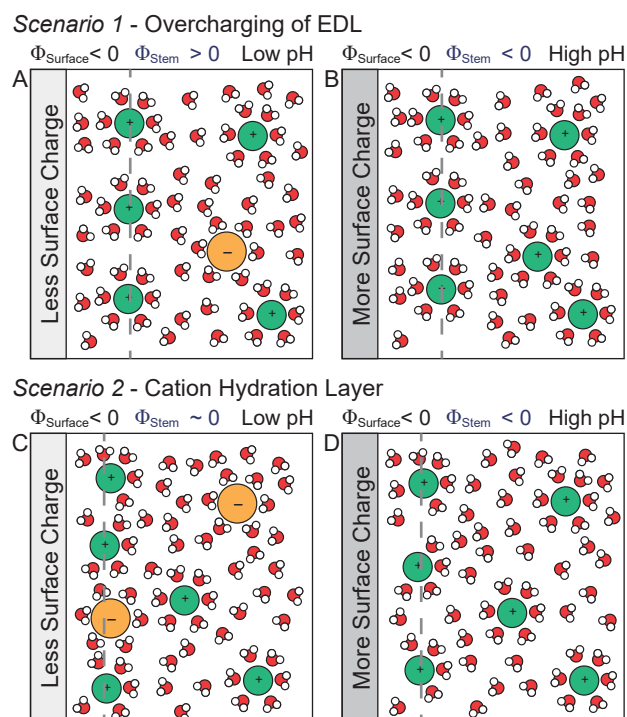 Scenario 1 - Overcharging of EDL
ΦSurface< 0 ΦStem > 0 Low pH
ΦSurface< 0 ΦStem < 0 High pH
A
Less Surface Charge
+
+
+
+
−
+
B
More Surface Charge
+
+
+
+
+
+
Scenario 2 - Cation Hydration Layer
ΦSurface< 0 ΦStem ~ 0 Low pH
ΦSurface< 0 ΦStem < 0 High pH
C
Less Surface Charge
+
−
+
+
−
+
+
D
More Surface Charge
+
+
+
+
+
+